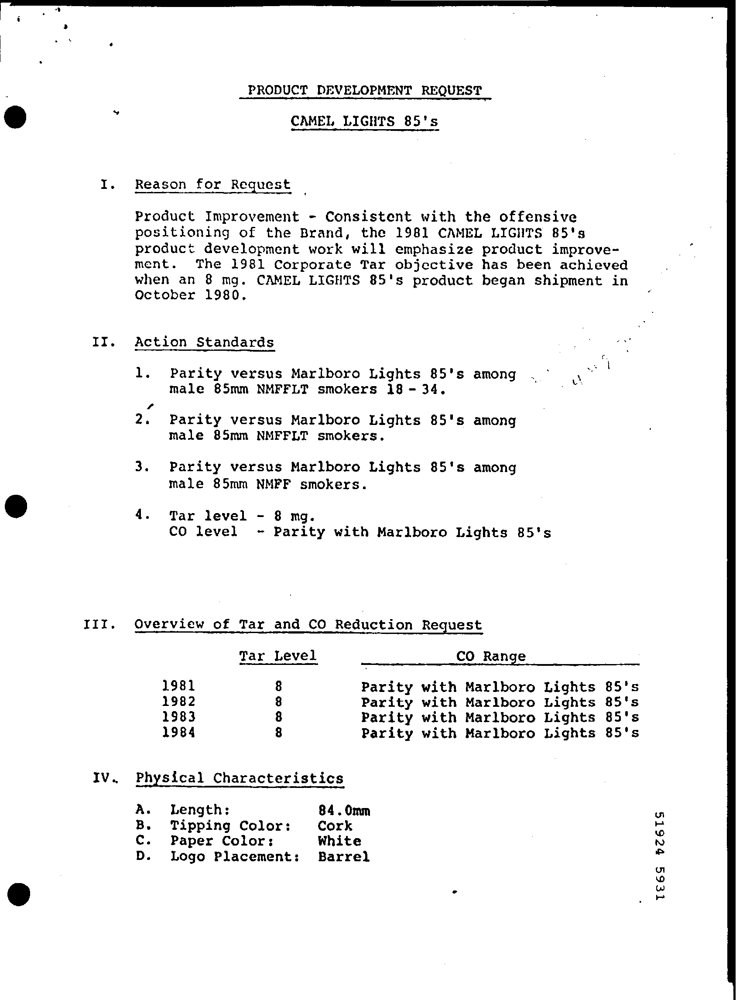 PRODUCT DEVELOPMENT REQUEST
CAMEL LIGHTS 85's
I. Reason for Request
Product Improvement - Consistent with the offensive
positioning of the Brand, the 1981 CAMEL LIGHTS 85's
product development work will emphasize product improve-
ment. The 1981 Corporate Tar objective has been achieved
when an 8 mg. CAMEL LIGHTS 85's product began shipment in
October 1980.
II. Action Standards
1. Parity versus Marlboro Lights 85's among
male 85mm NMFFLT smokers 18 - 34.
2. Parity versus Marlboro Lights 85's among
male 85mm NMFFLT smokers.
3. Parity versus Marlboro Lights 85's among
male 85mm NMFF smokers.
4. Tar level - 8 mg.
CO level - Parity with Marlboro Lights 85's
III. Overview of Tar and CO Reduction Request
Tar Level CO Range
1981 8 Parity with Marlboro Lights 85's
1982 8 Parity with Marlboro Lights 85's
1983 8 Parity with Marlboro Lights 85's
1984 8 Parity with Marlboro Lights 85's
IV. Physical Characteristics
A. Length: 84.0mm
B. Tipping Color: Cork
C. Paper Color: White
D. Logo Placement: Barrel
51924 5931